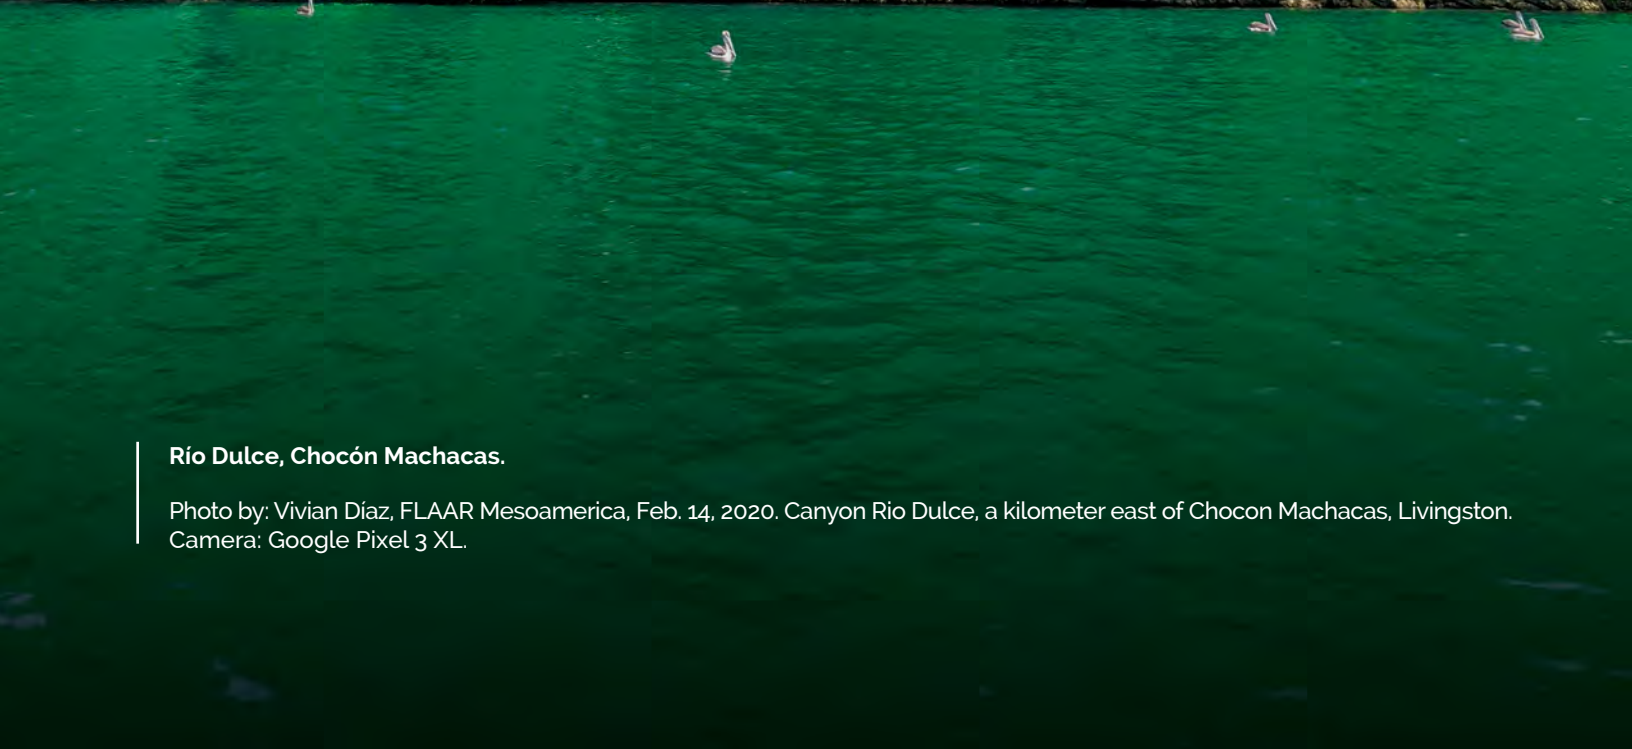 Río Dulce, Chocón Machacas.
Photo by: Vivian Díaz, FLAAR Mesoamerica, Feb. 14, 2020. Canyon Rio Dulce, a kilometer east of Chocon Machacas, Livingston.
Camera: Google Pixel 3 XL.